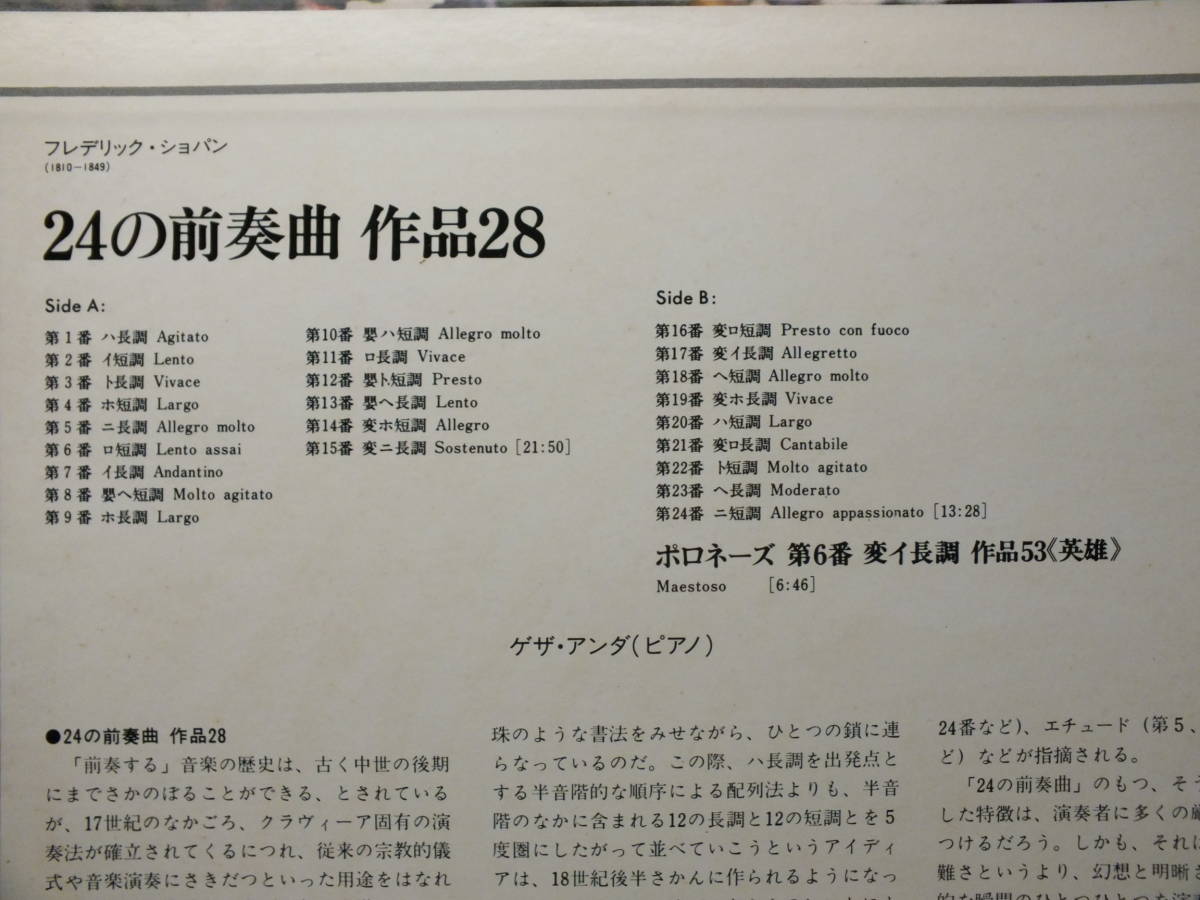 フレデリック・ショパン
(1810−1849)
24の前奏曲 作品28
Side A:
第1番 ハ長調 Agitato
第2番 イ短調 Lento
第3番 ト長調 Vivace
第4番 ホ短調 Largo
第5番 ニ長調 Allegro molto
第6番 ロ短調 Lento assai
第7番 イ長調 Andantino
第8番 嬰ヘ短調 Molto agitato
第9番 ホ長調 Largo
第10番 嬰ハ短調 Allegro molto
第11番 ロ長調 Vivace
第12番 嬰ト短調 Presto
第13番 嬰ヘ長調 Lento
第14番 変ホ短調 Allegro
第15番 変ニ長調 Sostenuto [21:50]
Side B:
第16番 変ロ短調 Presto con fuoco
第17番 変イ長調 Allegretto
第18番 ヘ短調 Allegro molto
第19番 変ホ長調 Vivace
第20番 ハ短調 Largo
第21番 変ロ長調 Cantabile
第22番 ト短調 Molto agitato
第23番 ヘ長調 Moderato
第24番 ニ短調 Allegro appassionato [13:28]
ポロネーズ 第6番 変イ長調 作品53《英雄》
Maestoso [6:46]
ゲザ・アンダ(ピアノ)
●24の前奏曲 作品28
「前奏する」音楽の歴史は、古く中世の後期
にまでさかのぼることができる、とされている
が、17世紀のなかごろ、クラヴィーア固有の演
奏法が確立されてくるにつれ、従来の宗教的儀
式や音楽演奏にさきだつといった用途をはなれ
珠のような書法をみせながら、ひとつの鎖に連
らなっているのだ。この際、ハ長調を出発点と
する半音階的な順序による配列法よりも、半音
階のなかに含まれる12の長調と12の短調とを5
度圏にしたがって並べていこうというアイディ
アは、18世紀後半さかんに作られるようになっ
24番など)、エチュード(第5、
ど)などが指摘される。
「24の前奏曲」のもつ、そう
した特徴は、演奏者に多くの
つけるだろう。しかも、それは
難さというより、幻想と明晰さ